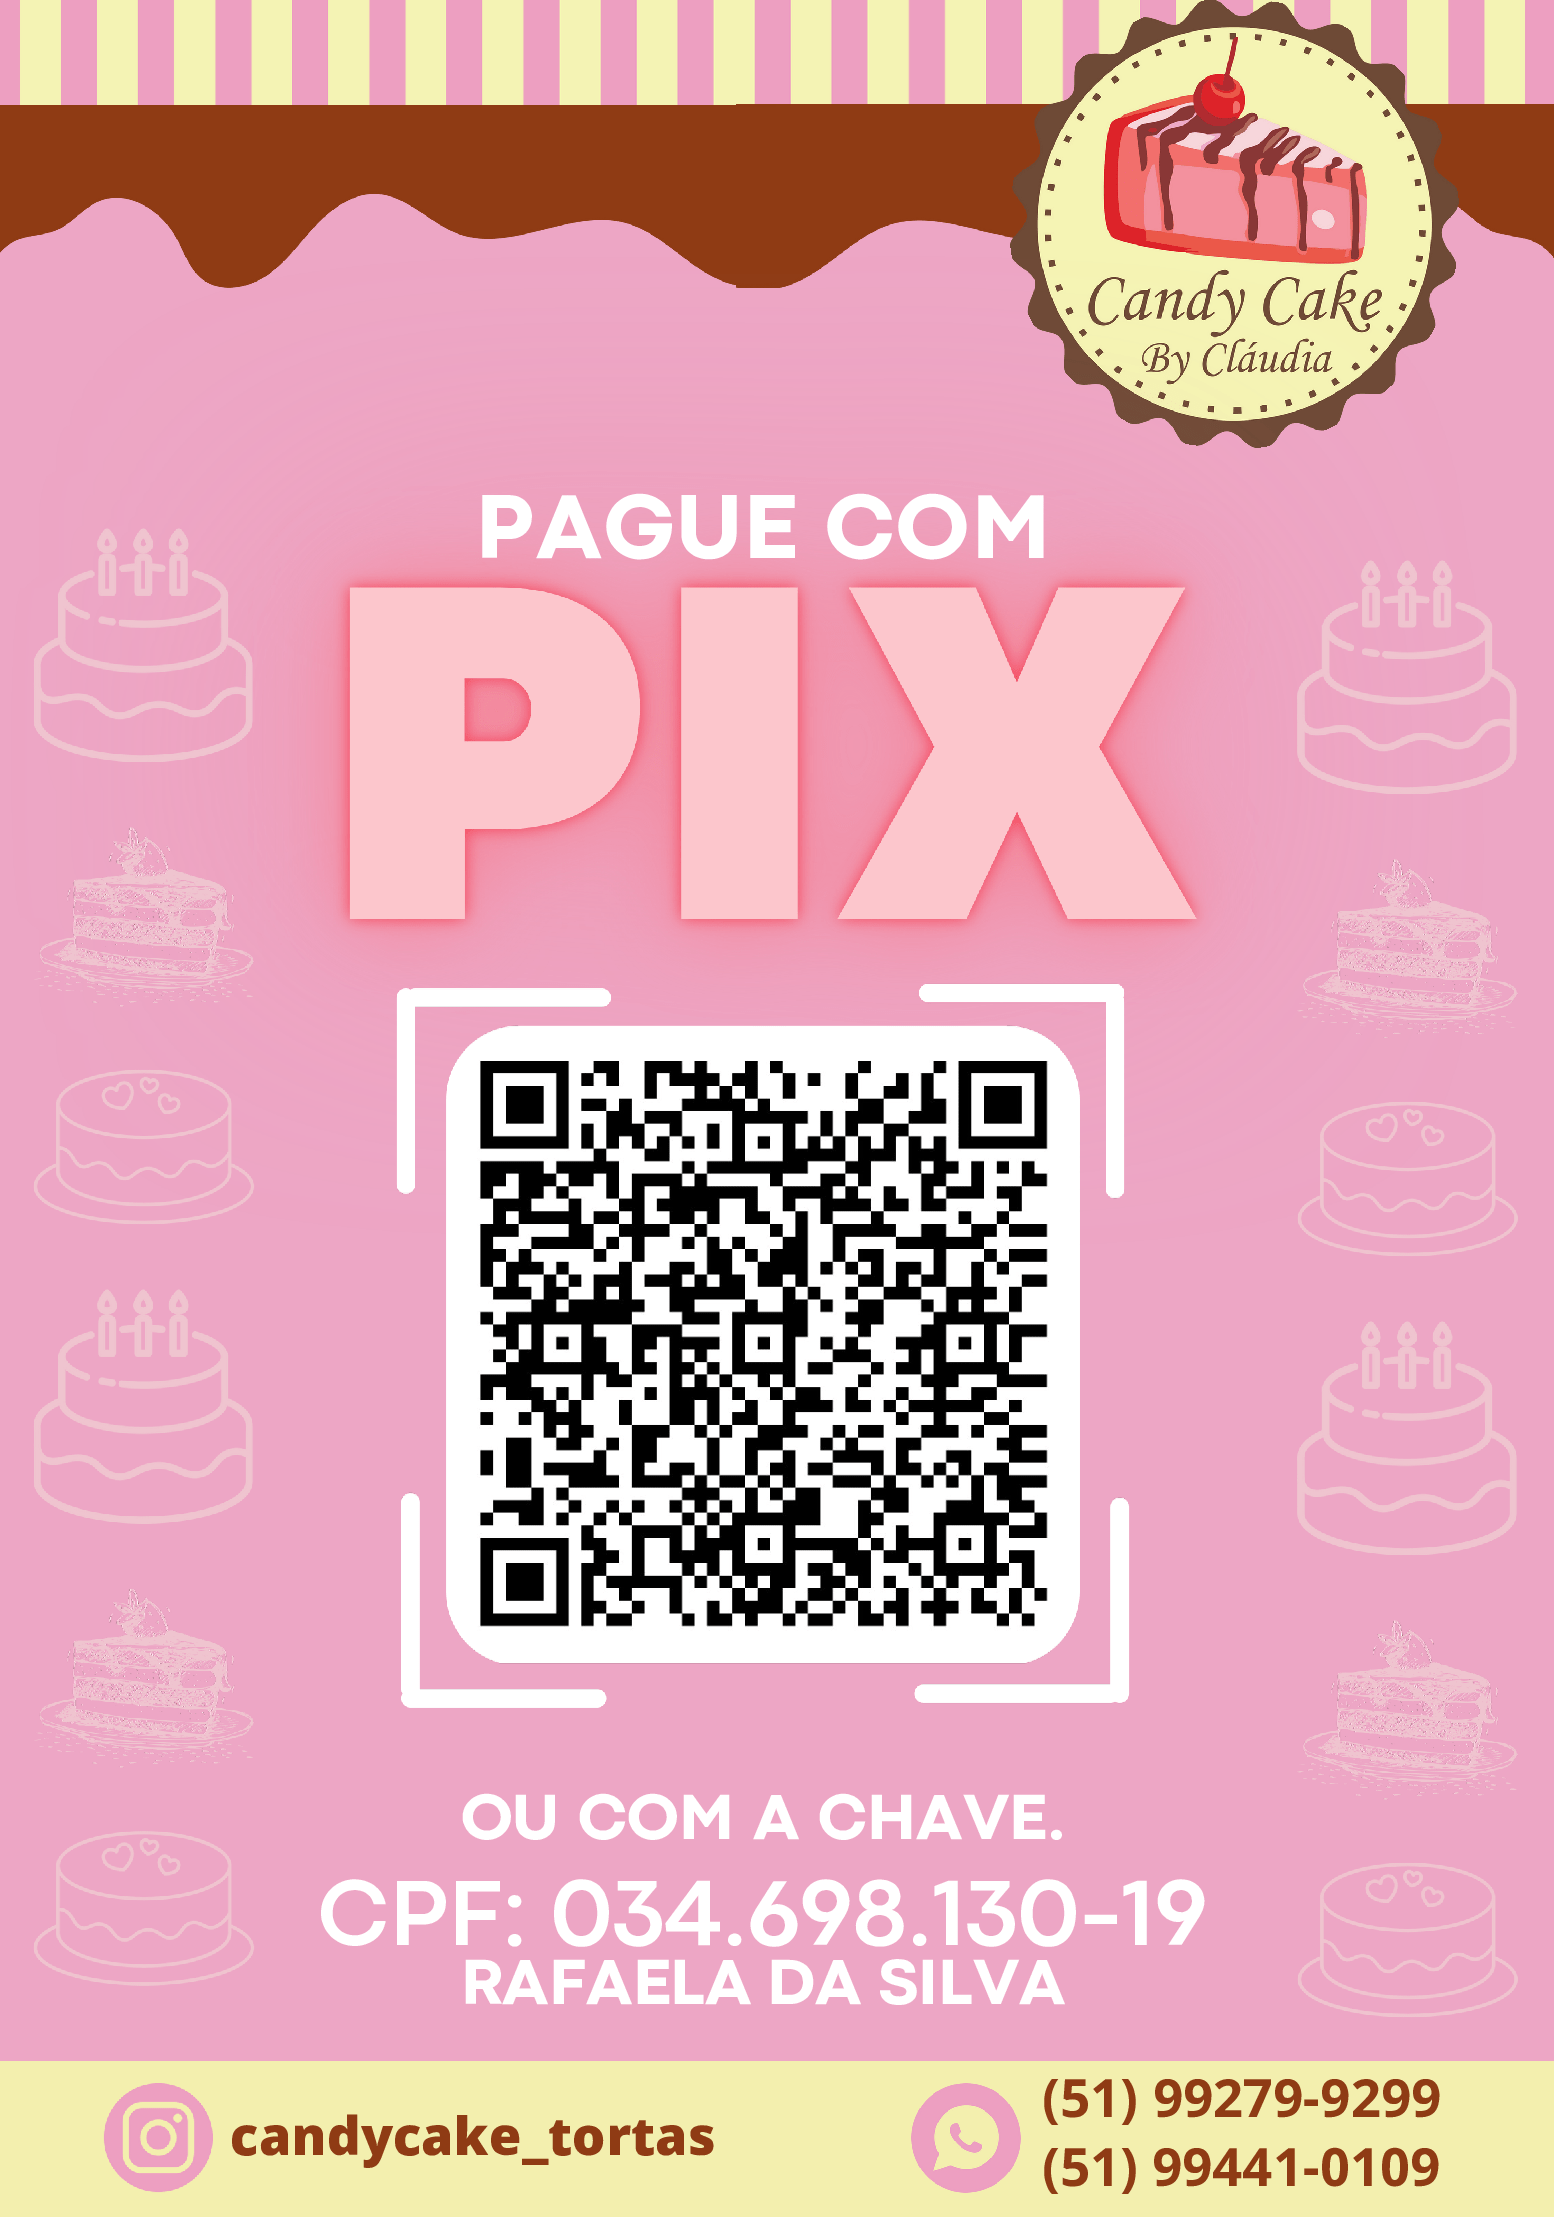 Candy Cake
By Cláudia
PAGUE COM
PIX
OU COM A CHAVE.
CPF: 034.698.130-19
RAFAELA DA SILVA
candycake_tortas
(51) 99279-9299
(51) 99441-0109